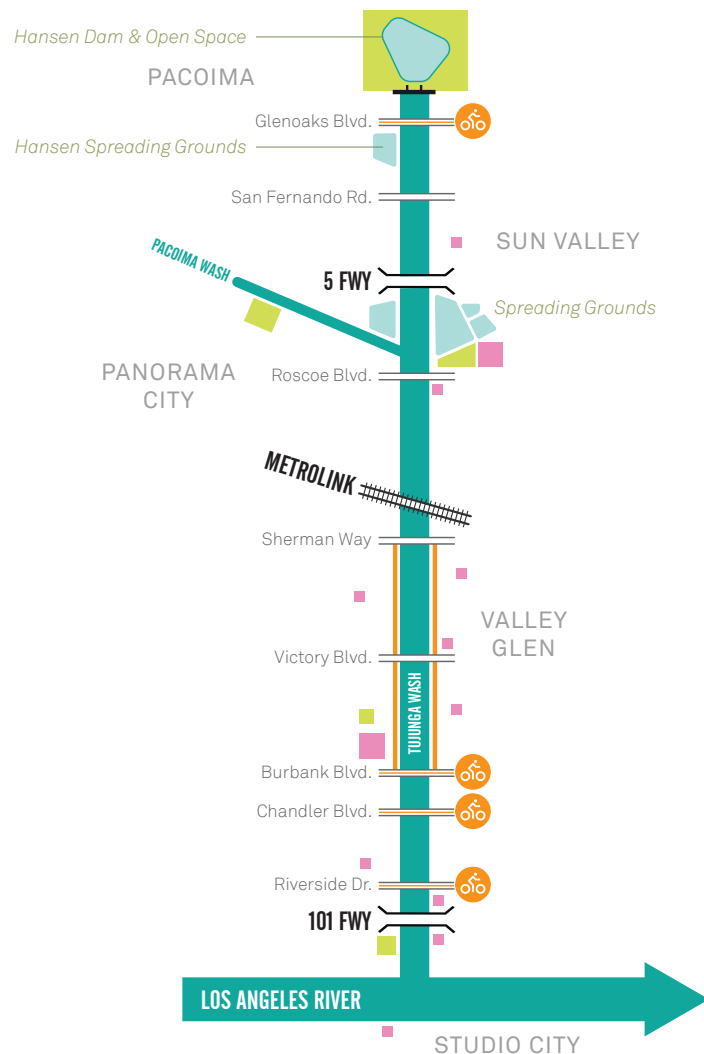 Hansen Dam & Open Space
PACOIMA
Glenoaks Blvd.
Hansen Spreading Grounds
San Fernando Rd.
SUN VALLEY
PACOIMA WASH
5 FWY
Spreading Grounds
PANORAMA
CITY
Roscoe Blvd.
METROLINK
Sherman Way
VALLEY
GLEN
Victory Blvd.
TUJUNGA WASH
Burbank Blvd.
Chandler Blvd.
Riverside Dr.
101 FWY
LOS ANGELES RIVER
STUDIO CITY